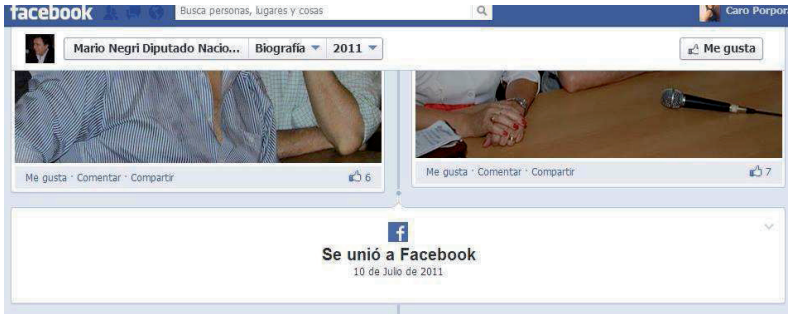 facebook
Busca personas, lugares y cosas
Caro Porpor
Mario Negri Diputado Nacio... Biografía 2011
Me gusta
Me gusta · Comentar · Compartir 6
Me gusta · Comentar · Compartir 7
Se unió a Facebook
10 de Julio de 2011